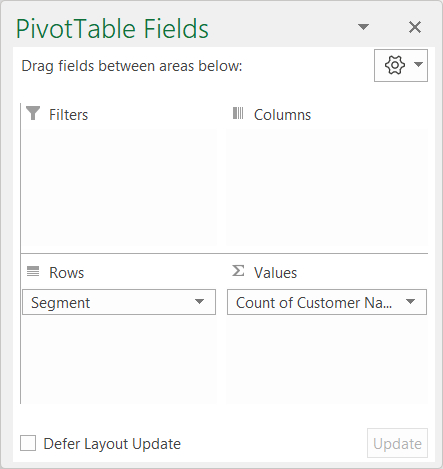 PivotTable Fields
Drag fields between areas below:
Filters
Columns
Rows
Values
Segment
Count of Customer Na...
Defer Layout Update
Update